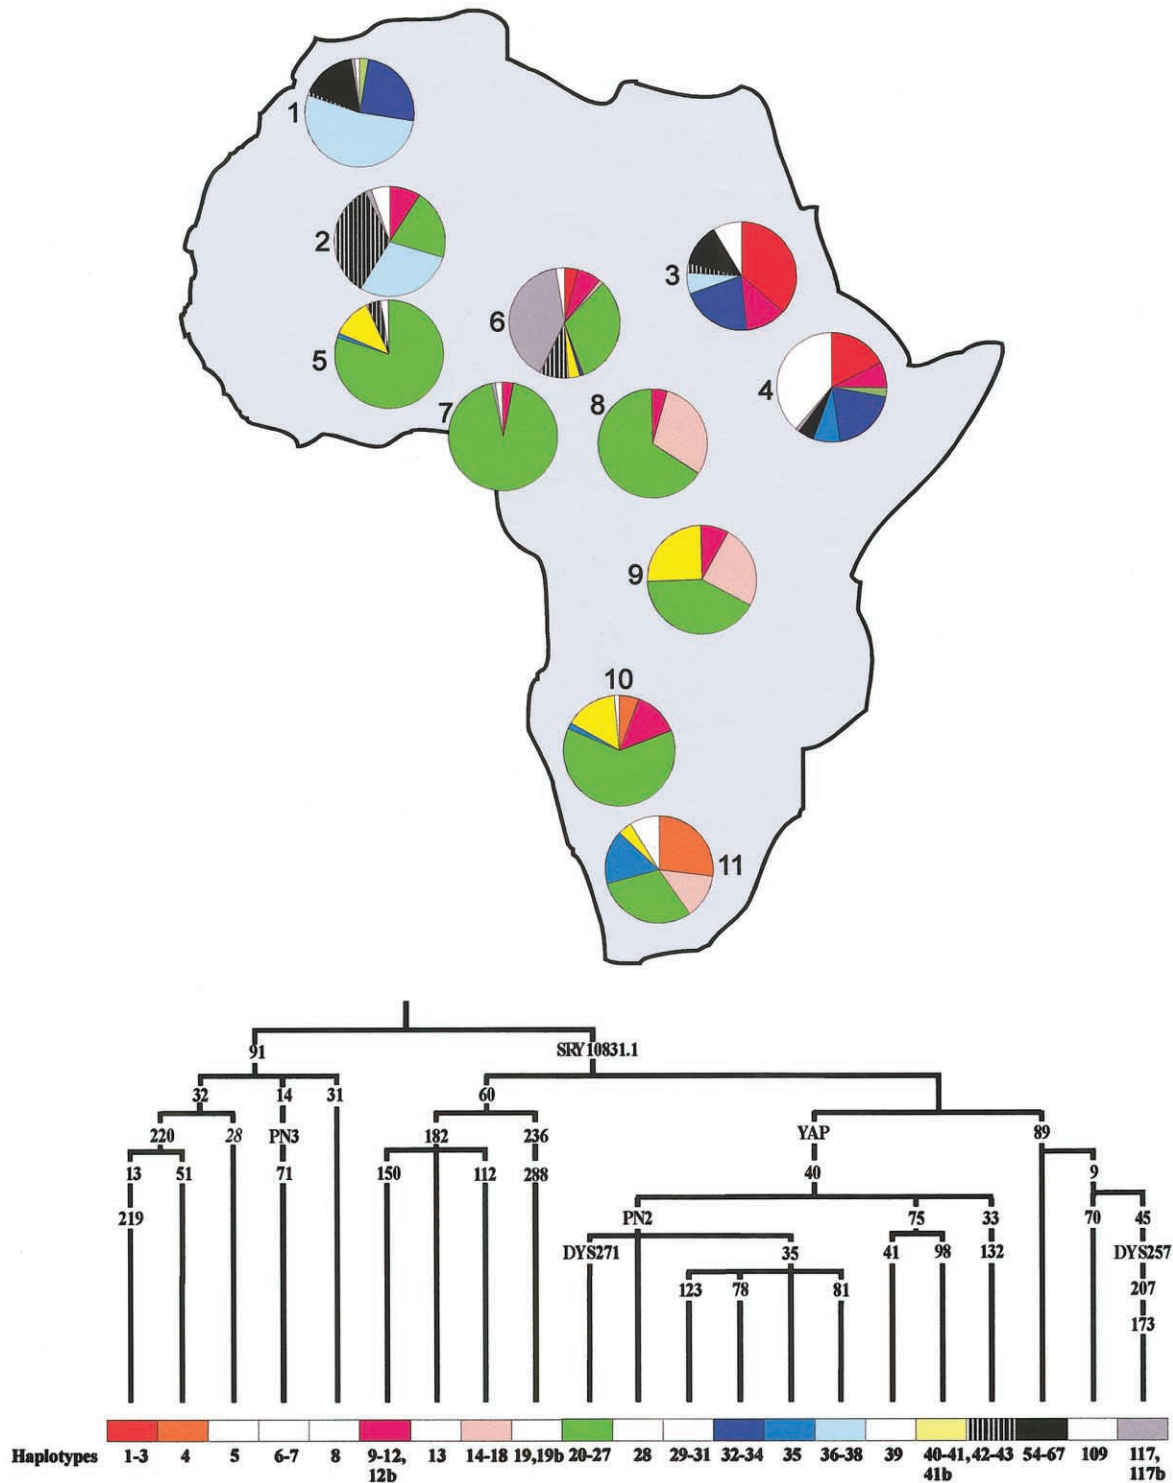 1
2
3
6
4
5
8
7
9
10
11
91 SRY10831.1
32 14 31 60
220 28 PN3 182 236 YAP 89
13 51 71 150 112 288 40 9
219 PN2 75 33 70 45
DYS271 35 41 98 132 DYS257
123 78 81 207
173
Haplotypes 1-3 4 5 6-7 8 9-12, 13 14-18 19,19b 20-27 28 29-31 32-34 35 36-38 39 40-41, 42-43 54-67 109 117,
12b 41b 117b